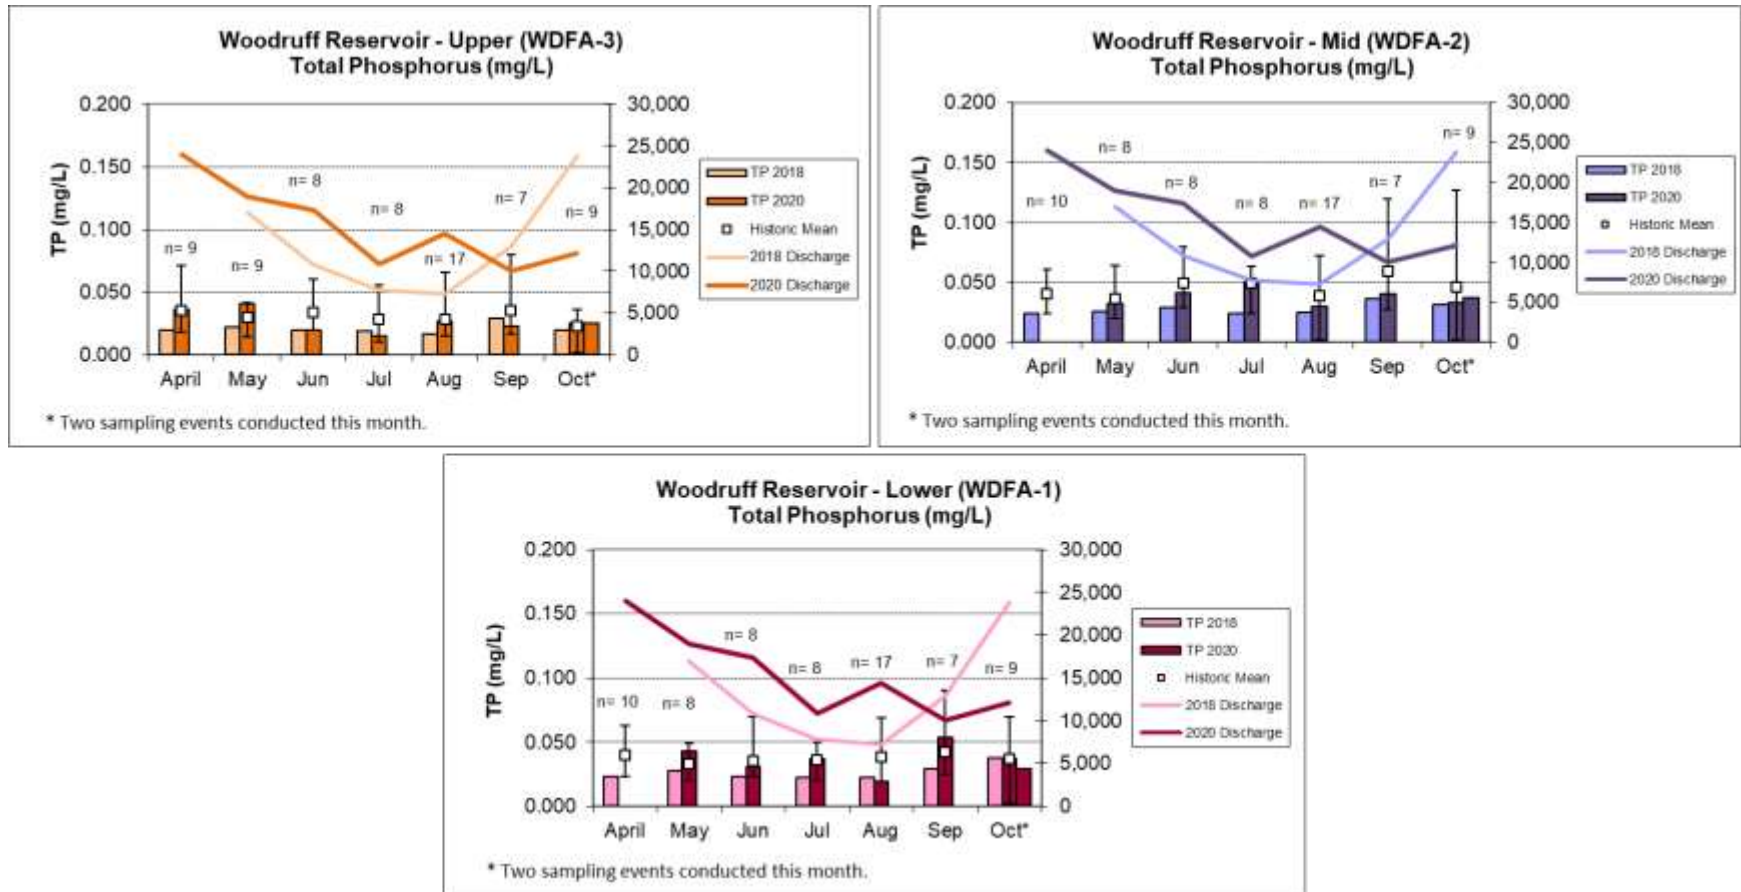 Woodruff Reservoir - Upper (WDFA-3)
Total Phosphorus (mg/L)
TP (mg/L)
0.200
0.150
0.100
0.050
0.000
30,000
25,000
20,000
15,000
10,000
5,000
0
n= 9
n= 9
n= 8
n= 8
n= 17
n= 7
n= 9
April May Jun Jul Aug Sep Oct*
TP 2018
TP 2020
Historic Mean
2018 Discharge
2020 Discharge
* Two sampling events conducted this month.
Woodruff Reservoir - Mid (WDFA-2)
Total Phosphorus (mg/L)
TP (mg/L)
0.200
0.150
0.100
0.050
0.000
30,000
25,000
20,000
15,000
10,000
5,000
0
n= 10
n= 8
n= 8
n= 8
n= 17
n= 7
n= 9
April May Jun Jul Aug Sep Oct*
TP 2018
TP 2020
Historic Mean
2018 Discharge
2020 Discharge
* Two sampling events conducted this month.
Woodruff Reservoir - Lower (WDFA-1)
Total Phosphorus (mg/L)
TP (mg/L)
0.200
0.150
0.100
0.050
0.000
30,000
25,000
20,000
15,000
10,000
5,000
0
n= 10
n= 8
n= 8
n= 8
n= 17
n= 7
n= 9
April May Jun Jul Aug Sep Oct*
TP 2018
TP 2020
Historic Mean
2018 Discharge
2020 Discharge
* Two sampling events conducted this month.